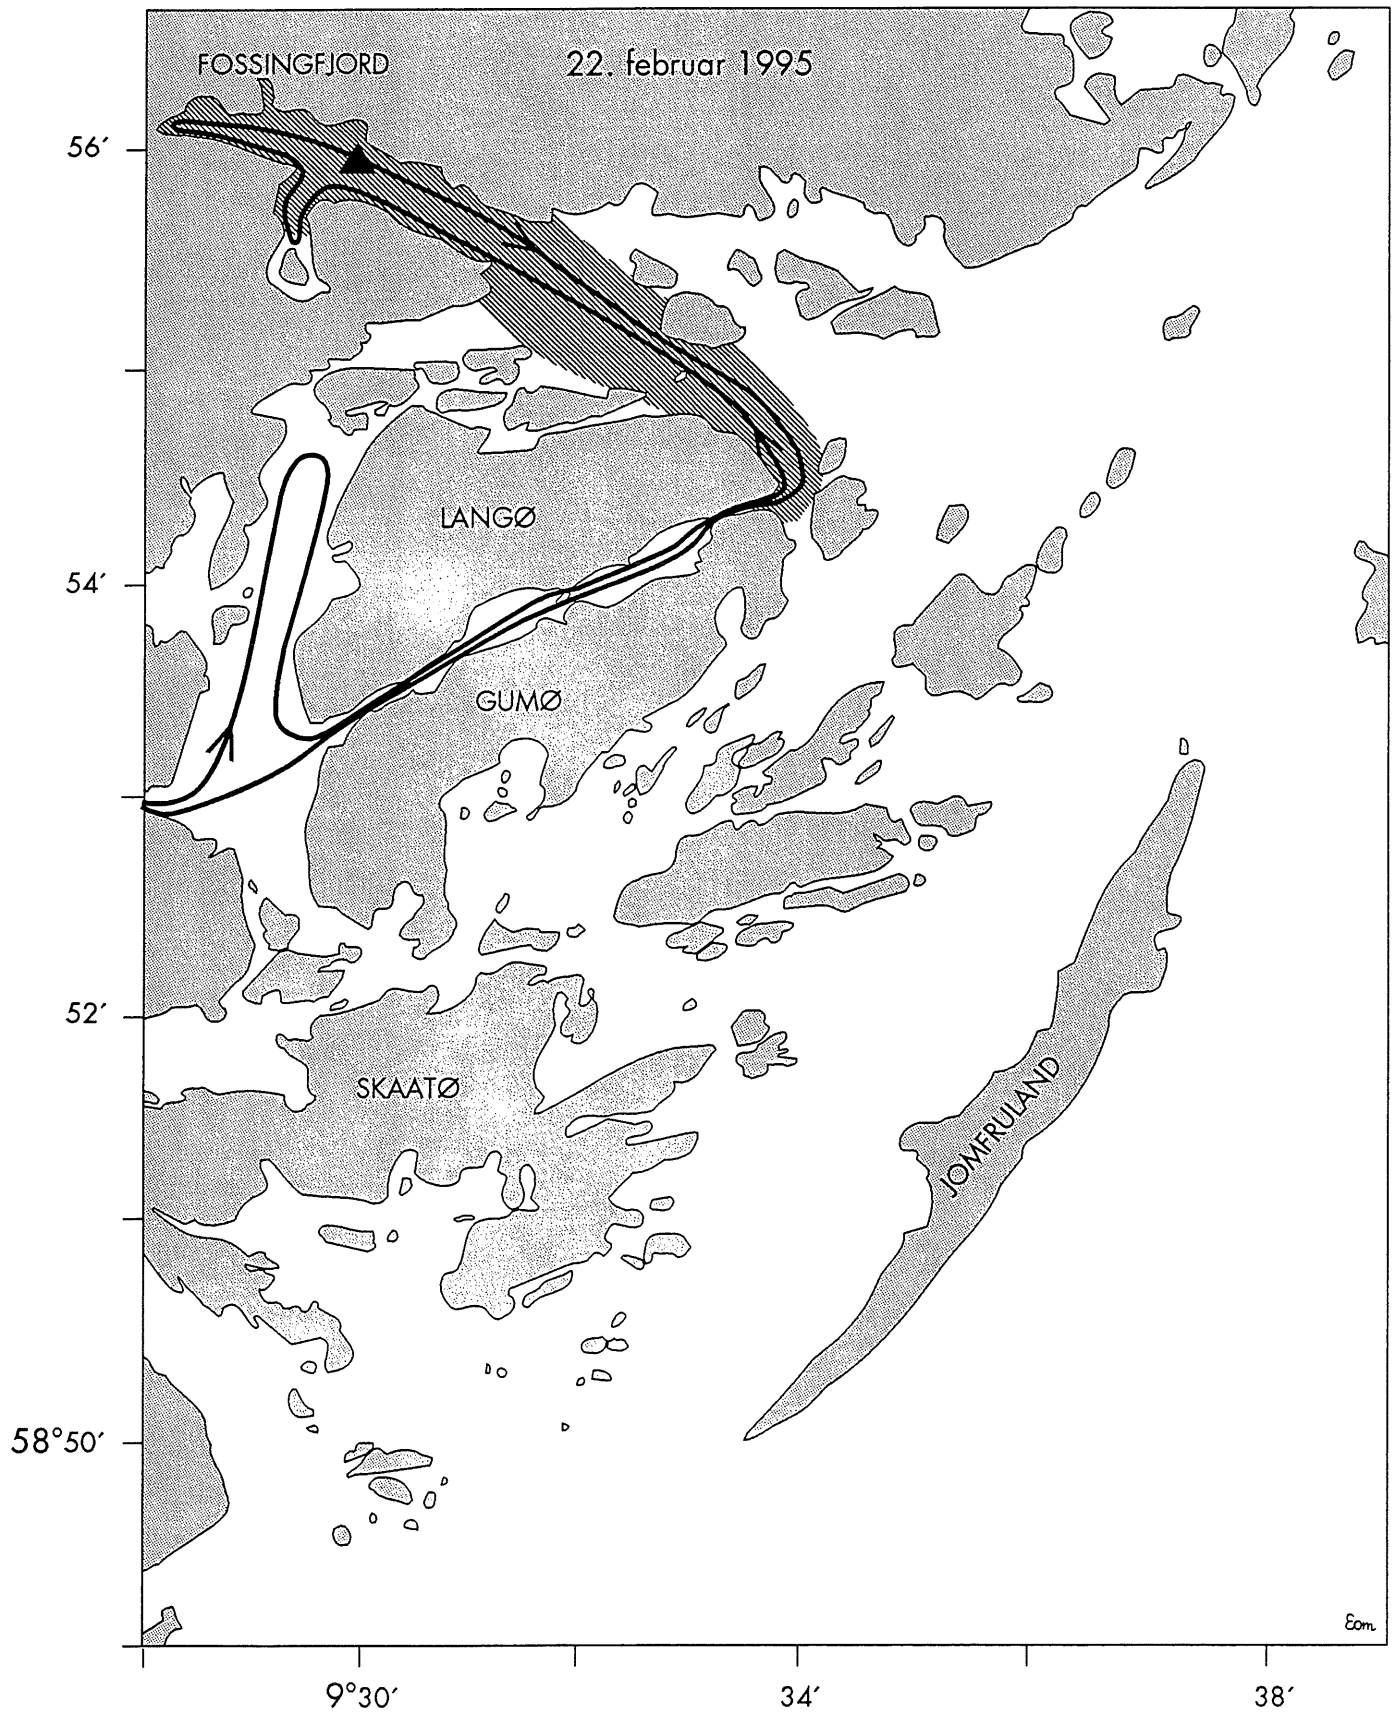 FOSSINGFJORD
22. februar 1995
56′
LANGØ
54′
GUMØ
52′
SKAATØ
JOMFRULAND
58°50′
Eom
9°30′
34′
38′